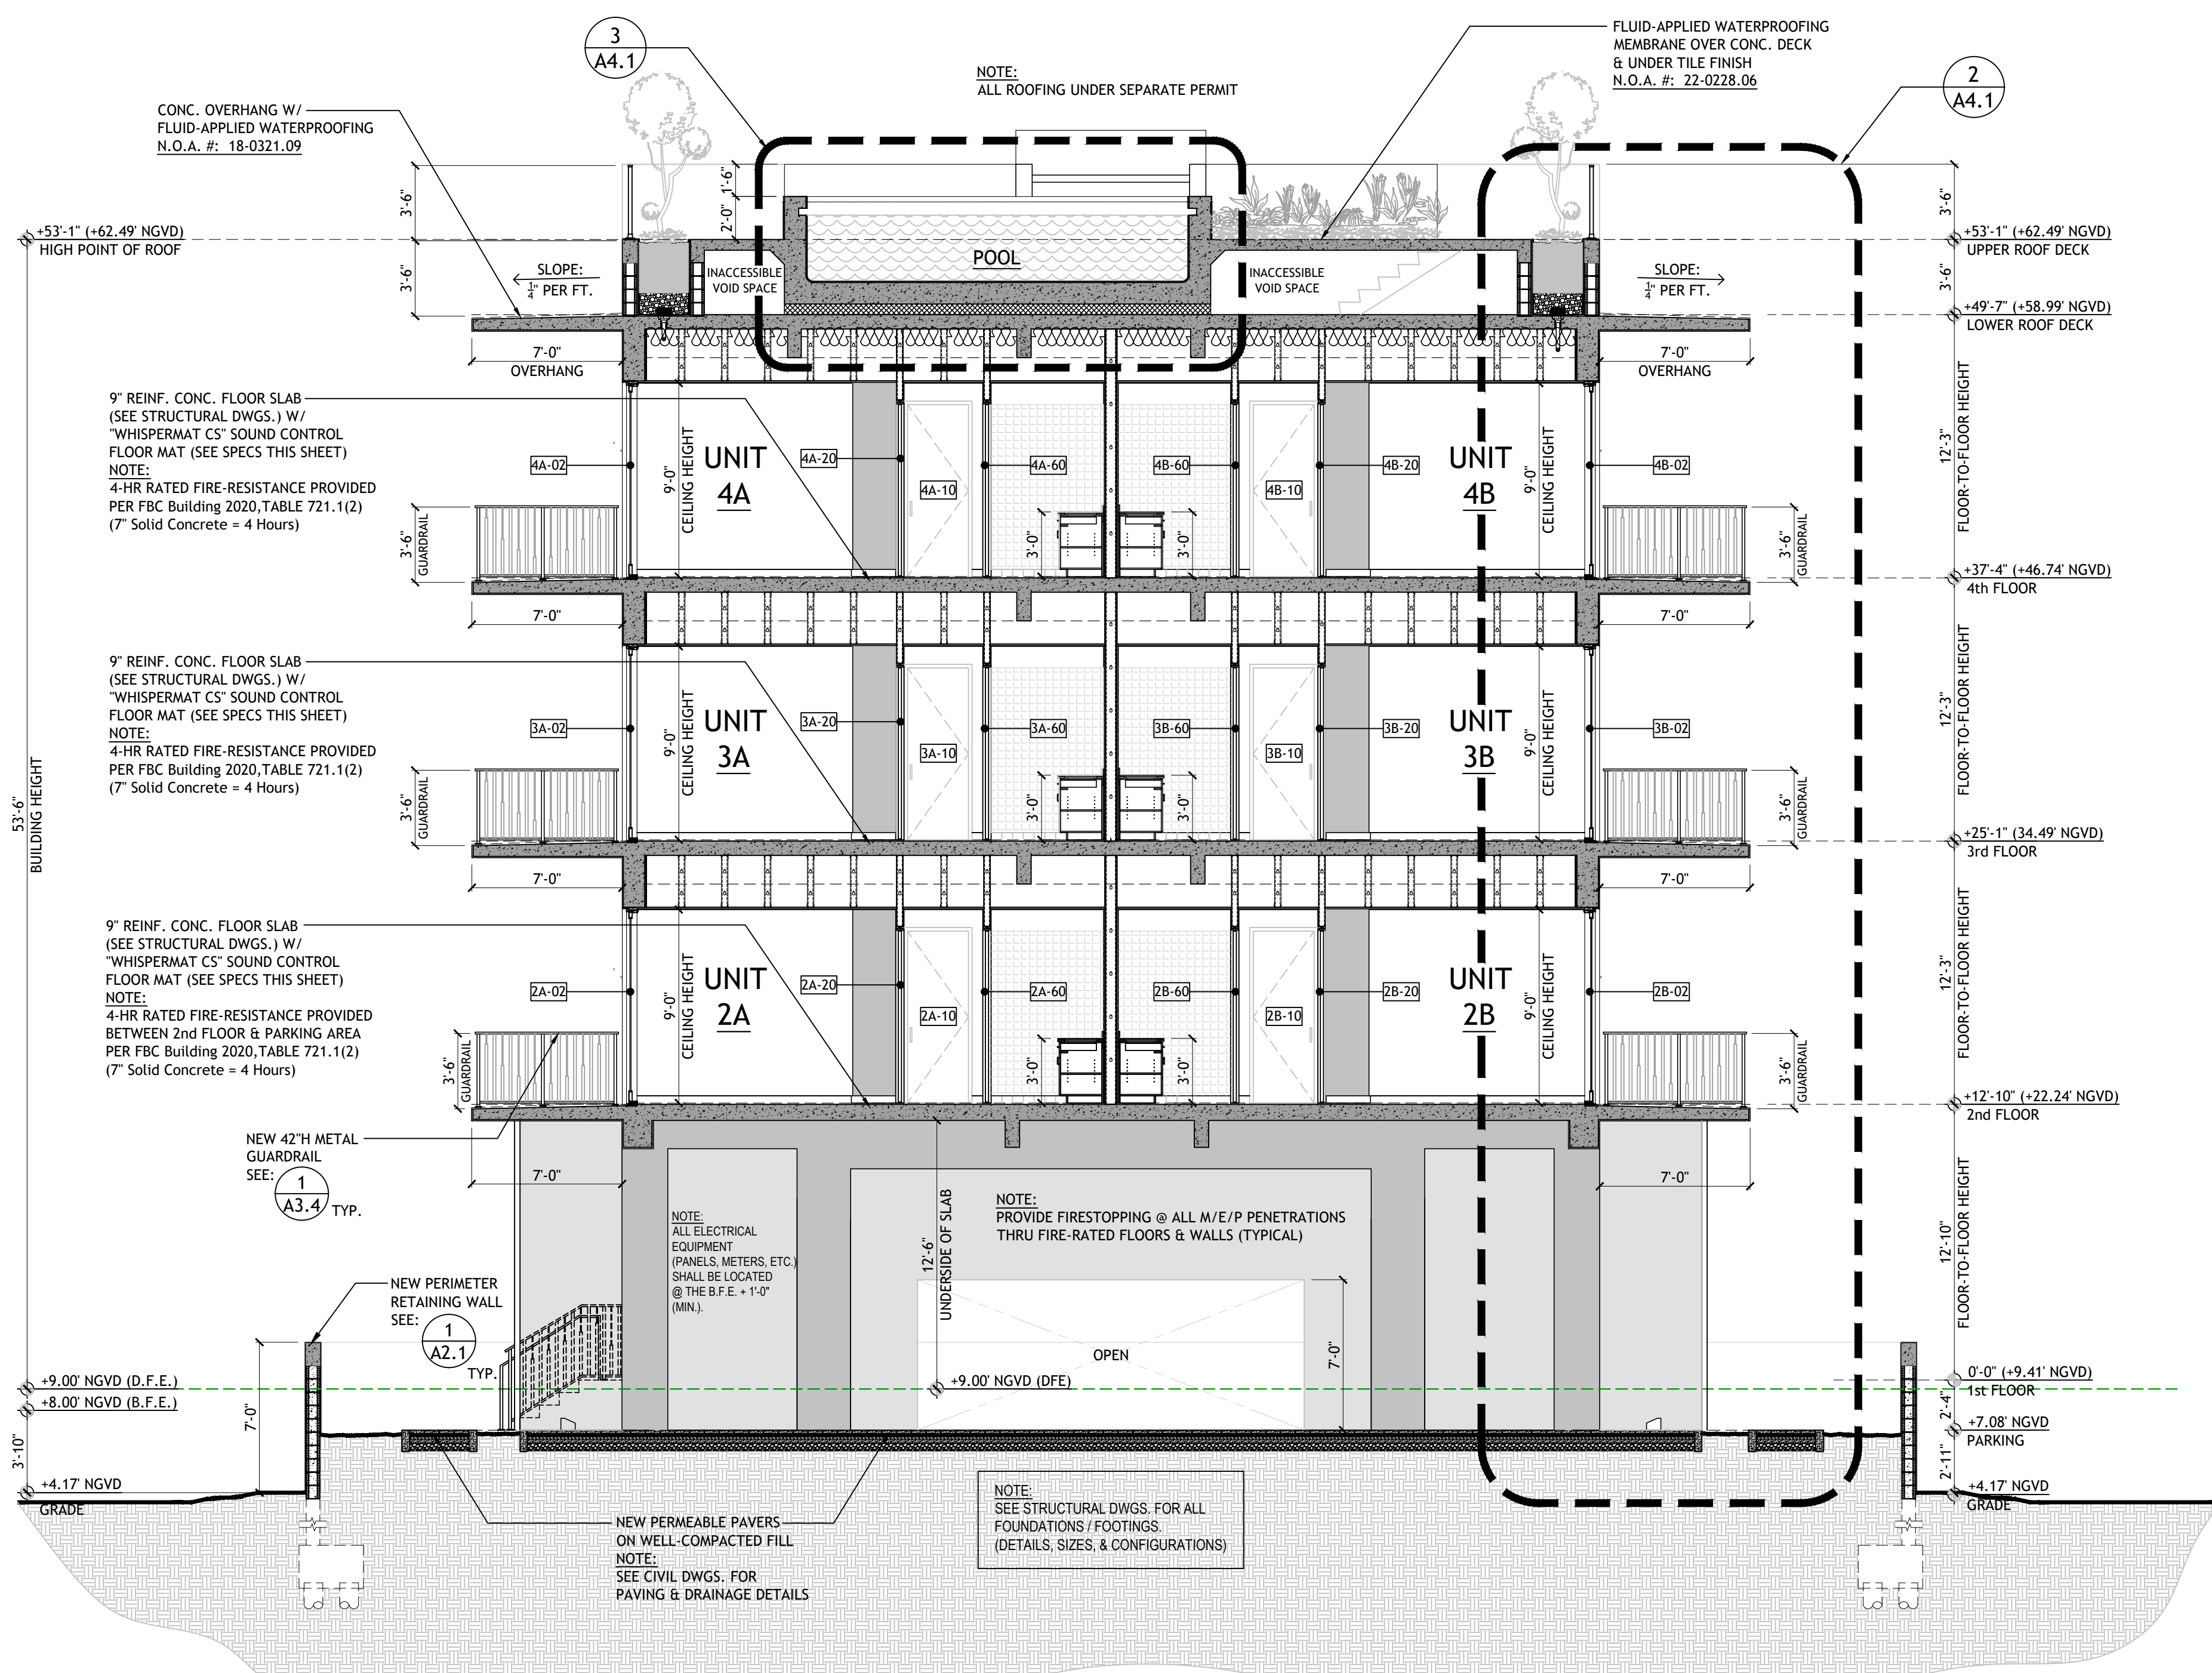 3
A4.1
NOTE:
ALL ROOFING UNDER SEPARATE PERMIT
FLUID-APPLIED WATERPROOFING
MEMBRANE OVER CONC. DECK
& UNDER TILE FINISH
N.O.A. #: 22-0228.06
2
A4.1
CONC. OVERHANG W/
FLUID-APPLIED WATERPROOFING
N.O.A. #: 18-0321.09
3'-6"
1'-6"
2'-0"
3'-6"
+53'-1" (+62.49' NGVD)
HIGH POINT OF ROOF
+53'-1" (+62.49' NGVD)
UPPER ROOF DECK
POOL
INACCESSIBLE
VOID SPACE
INACCESSIBLE
VOID SPACE
SLOPE:
1/4" PER FT.
SLOPE:
1/4" PER FT.
3'-6"
3'-6"
+49'-7" (+58.99' NGVD)
LOWER ROOF DECK
7'-0"
OVERHANG
7'-0"
OVERHANG
9" REINF. CONC. FLOOR SLAB
(SEE STRUCTURAL DWGS.) W/
"WHISPERMAT CS" SOUND CONTROL
FLOOR MAT (SEE SPECS THIS SHEET)
NOTE:
4-HR RATED FIRE-RESISTANCE PROVIDED
PER FBC Building 2020,TABLE 721.1(2)
(7" Solid Concrete = 4 Hours)
4A-02
9'-0"
CEILING HEIGHT
UNIT
4A
4A-20
4A-10
4A-60
4B-60
4B-10
4B-20
UNIT
4B
9'-0"
CEILING HEIGHT
4B-02
12'-3"
FLOOR-TO-FLOOR HEIGHT
3'-6"
GUARDRAIL
3'-0"
3'-0"
3'-6"
GUARDRAIL
+37'-4" (+46.74' NGVD)
4th FLOOR
7'-0"
7'-0"
9" REINF. CONC. FLOOR SLAB
(SEE STRUCTURAL DWGS.) W/
"WHISPERMAT CS" SOUND CONTROL
FLOOR MAT (SEE SPECS THIS SHEET)
NOTE:
4-HR RATED FIRE-RESISTANCE PROVIDED
PER FBC Building 2020,TABLE 721.1(2)
(7" Solid Concrete = 4 Hours)
3A-02
9'-0"
CEILING HEIGHT
UNIT
3A
3A-20
3A-10
3A-60
3B-60
3B-10
3B-20
UNIT
3B
9'-0"
CEILING HEIGHT
3B-02
12'-3"
FLOOR-TO-FLOOR HEIGHT
53'-6"
BUILDING HEIGHT
3'-6"
GUARDRAIL
3'-0"
3'-0"
3'-6"
GUARDRAIL
+25'-1" (34.49' NGVD)
3rd FLOOR
7'-0"
7'-0"
9" REINF. CONC. FLOOR SLAB
(SEE STRUCTURAL DWGS.) W/
"WHISPERMAT CS" SOUND CONTROL
FLOOR MAT (SEE SPECS THIS SHEET)
NOTE:
4-HR RATED FIRE-RESISTANCE PROVIDED
BETWEEN 2nd FLOOR & PARKING AREA
PER FBC Building 2020,TABLE 721.1(2)
(7" Solid Concrete = 4 Hours)
2A-02
9'-0"
CEILING HEIGHT
UNIT
2A
2A-20
2A-10
2A-60
2B-60
2B-10
2B-20
UNIT
2B
9'-0"
CEILING HEIGHT
2B-02
12'-3"
FLOOR-TO-FLOOR HEIGHT
3'-6"
GUARDRAIL
3'-0"
3'-0"
3'-6"
GUARDRAIL
+12'-10" (+22.24' NGVD)
2nd FLOOR
NEW 42"H METAL
GUARDRAIL
SEE:
1
A3.4
TYP.
7'-0"
7'-0"
NOTE:
ALL ELECTRICAL
EQUIPMENT
(PANELS, METERS, ETC.)
SHALL BE LOCATED
@ THE B.F.E. + 1'-0"
(MIN.).
12'-6"
UNDERSIDE OF SLAB
NOTE:
PROVIDE FIRESTOPPING @ ALL M/E/P PENETRATIONS
THRU FIRE-RATED FLOORS & WALLS (TYPICAL)
12'-10"
FLOOR-TO-FLOOR HEIGHT
NEW PERIMETER
RETAINING WALL
SEE:
1
A2.1
TYP.
OPEN
7'-0"
+9.00' NGVD (D.F.E.)
+8.00' NGVD (B.F.E.)
+9.00' NGVD (DFE)
0'-0" (+9.41' NGVD)
1st FLOOR
2'-4"
+7.08' NGVD
PARKING
7'-0"
3'-10"
2'-11"
+4.17' NGVD
GRADE
+4.17' NGVD
GRADE
NEW PERMEABLE PAVERS
ON WELL-COMPACTED FILL
NOTE:
SEE CIVIL DWGS. FOR
PAVING & DRAINAGE DETAILS
NOTE:
SEE STRUCTURAL DWGS. FOR ALL
FOUNDATIONS / FOOTINGS.
(DETAILS, SIZES, & CONFIGURATIONS)